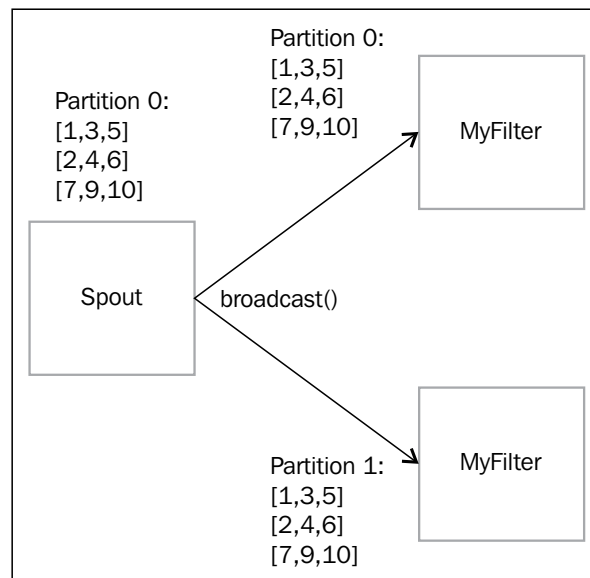 Partition 0:
[1,3,5]
[2,4,6]
[7,9,10]
MyFilter
Partition 0:
[1,3,5]
[2,4,6]
[7,9,10]
Spout
broadcast()
MyFilter
Partition 1:
[1,3,5]
[2,4,6]
[7,9,10]